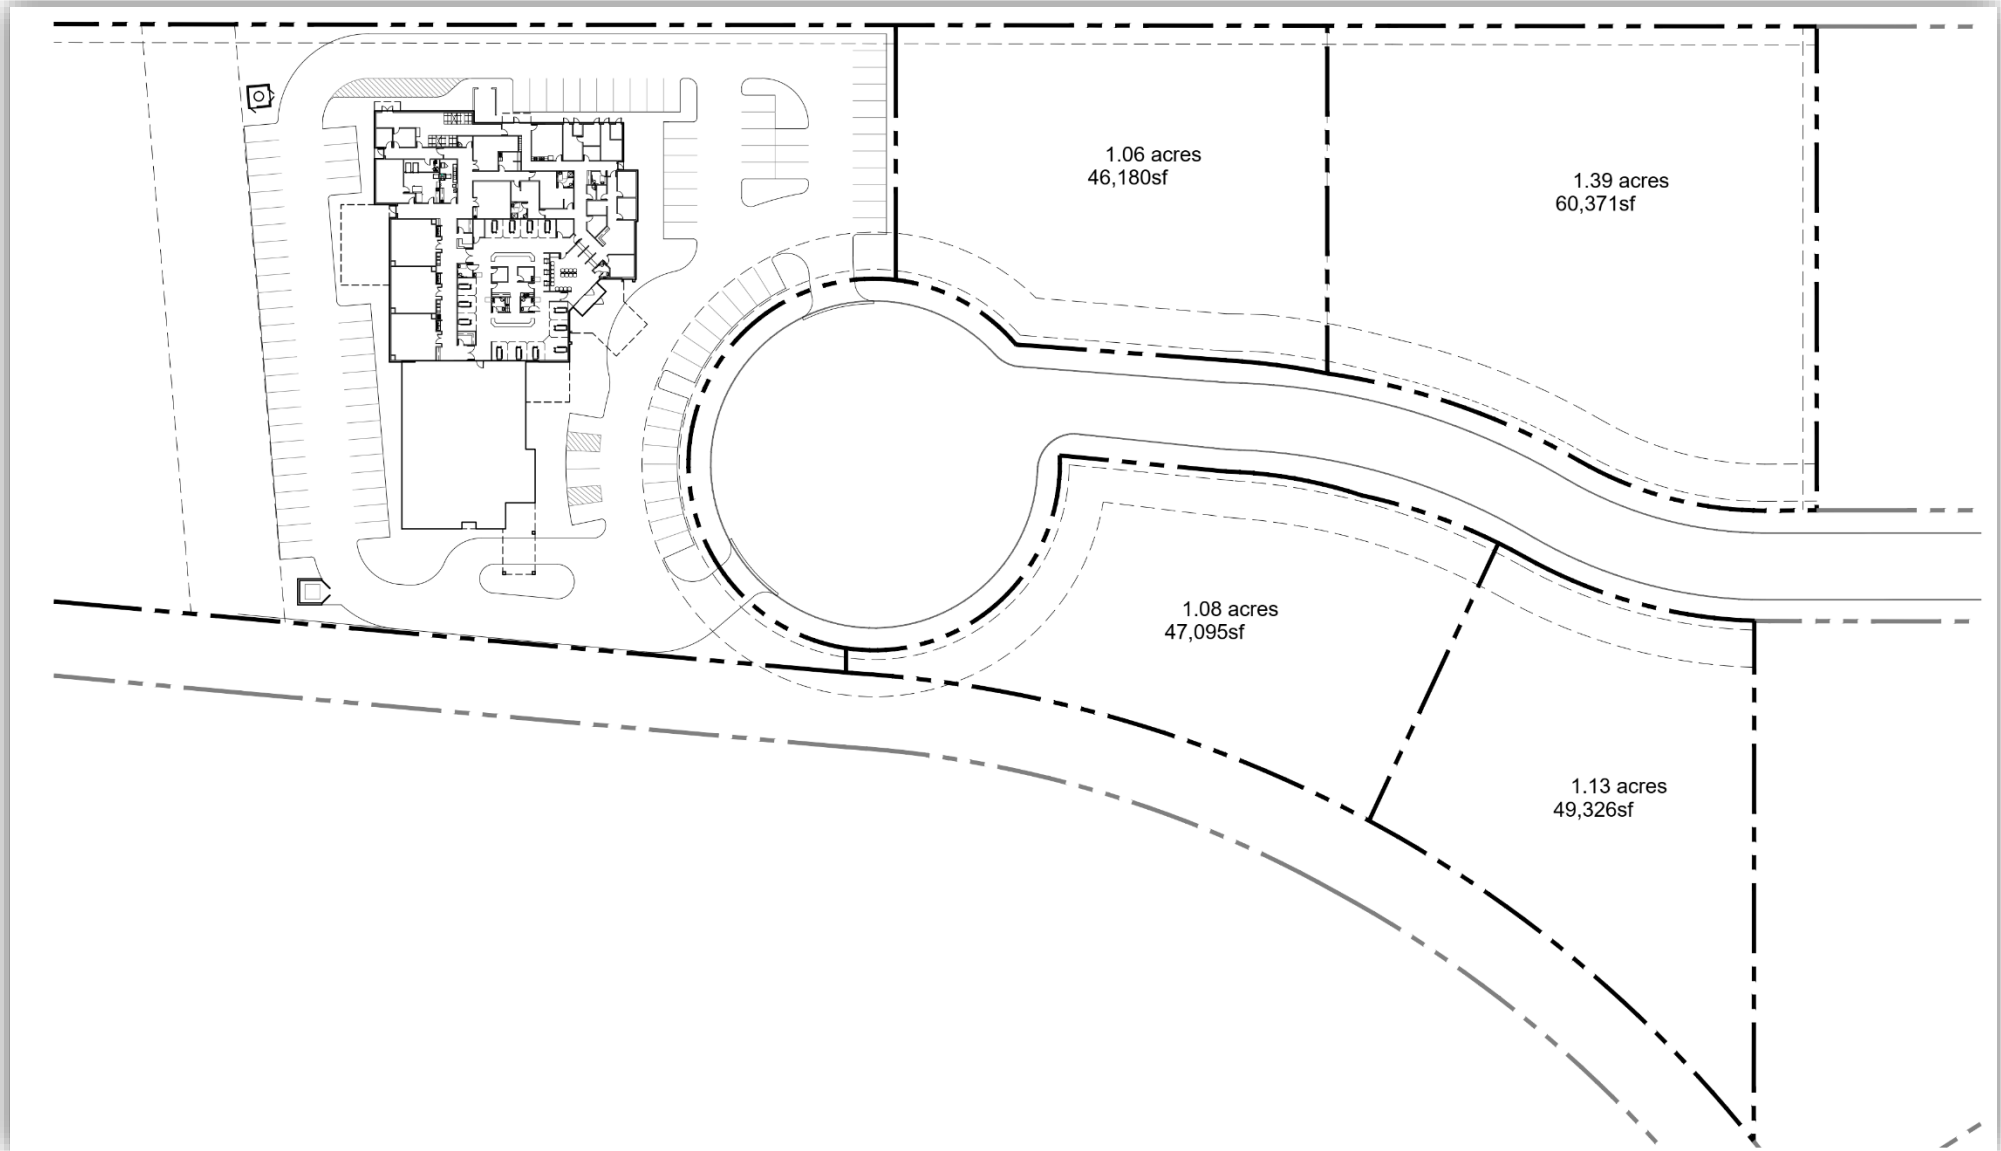 1.06 acres
46,180sf
1.39 acres
60,371sf
1.08 acres
47,095sf
1.13 acres
49,326sf